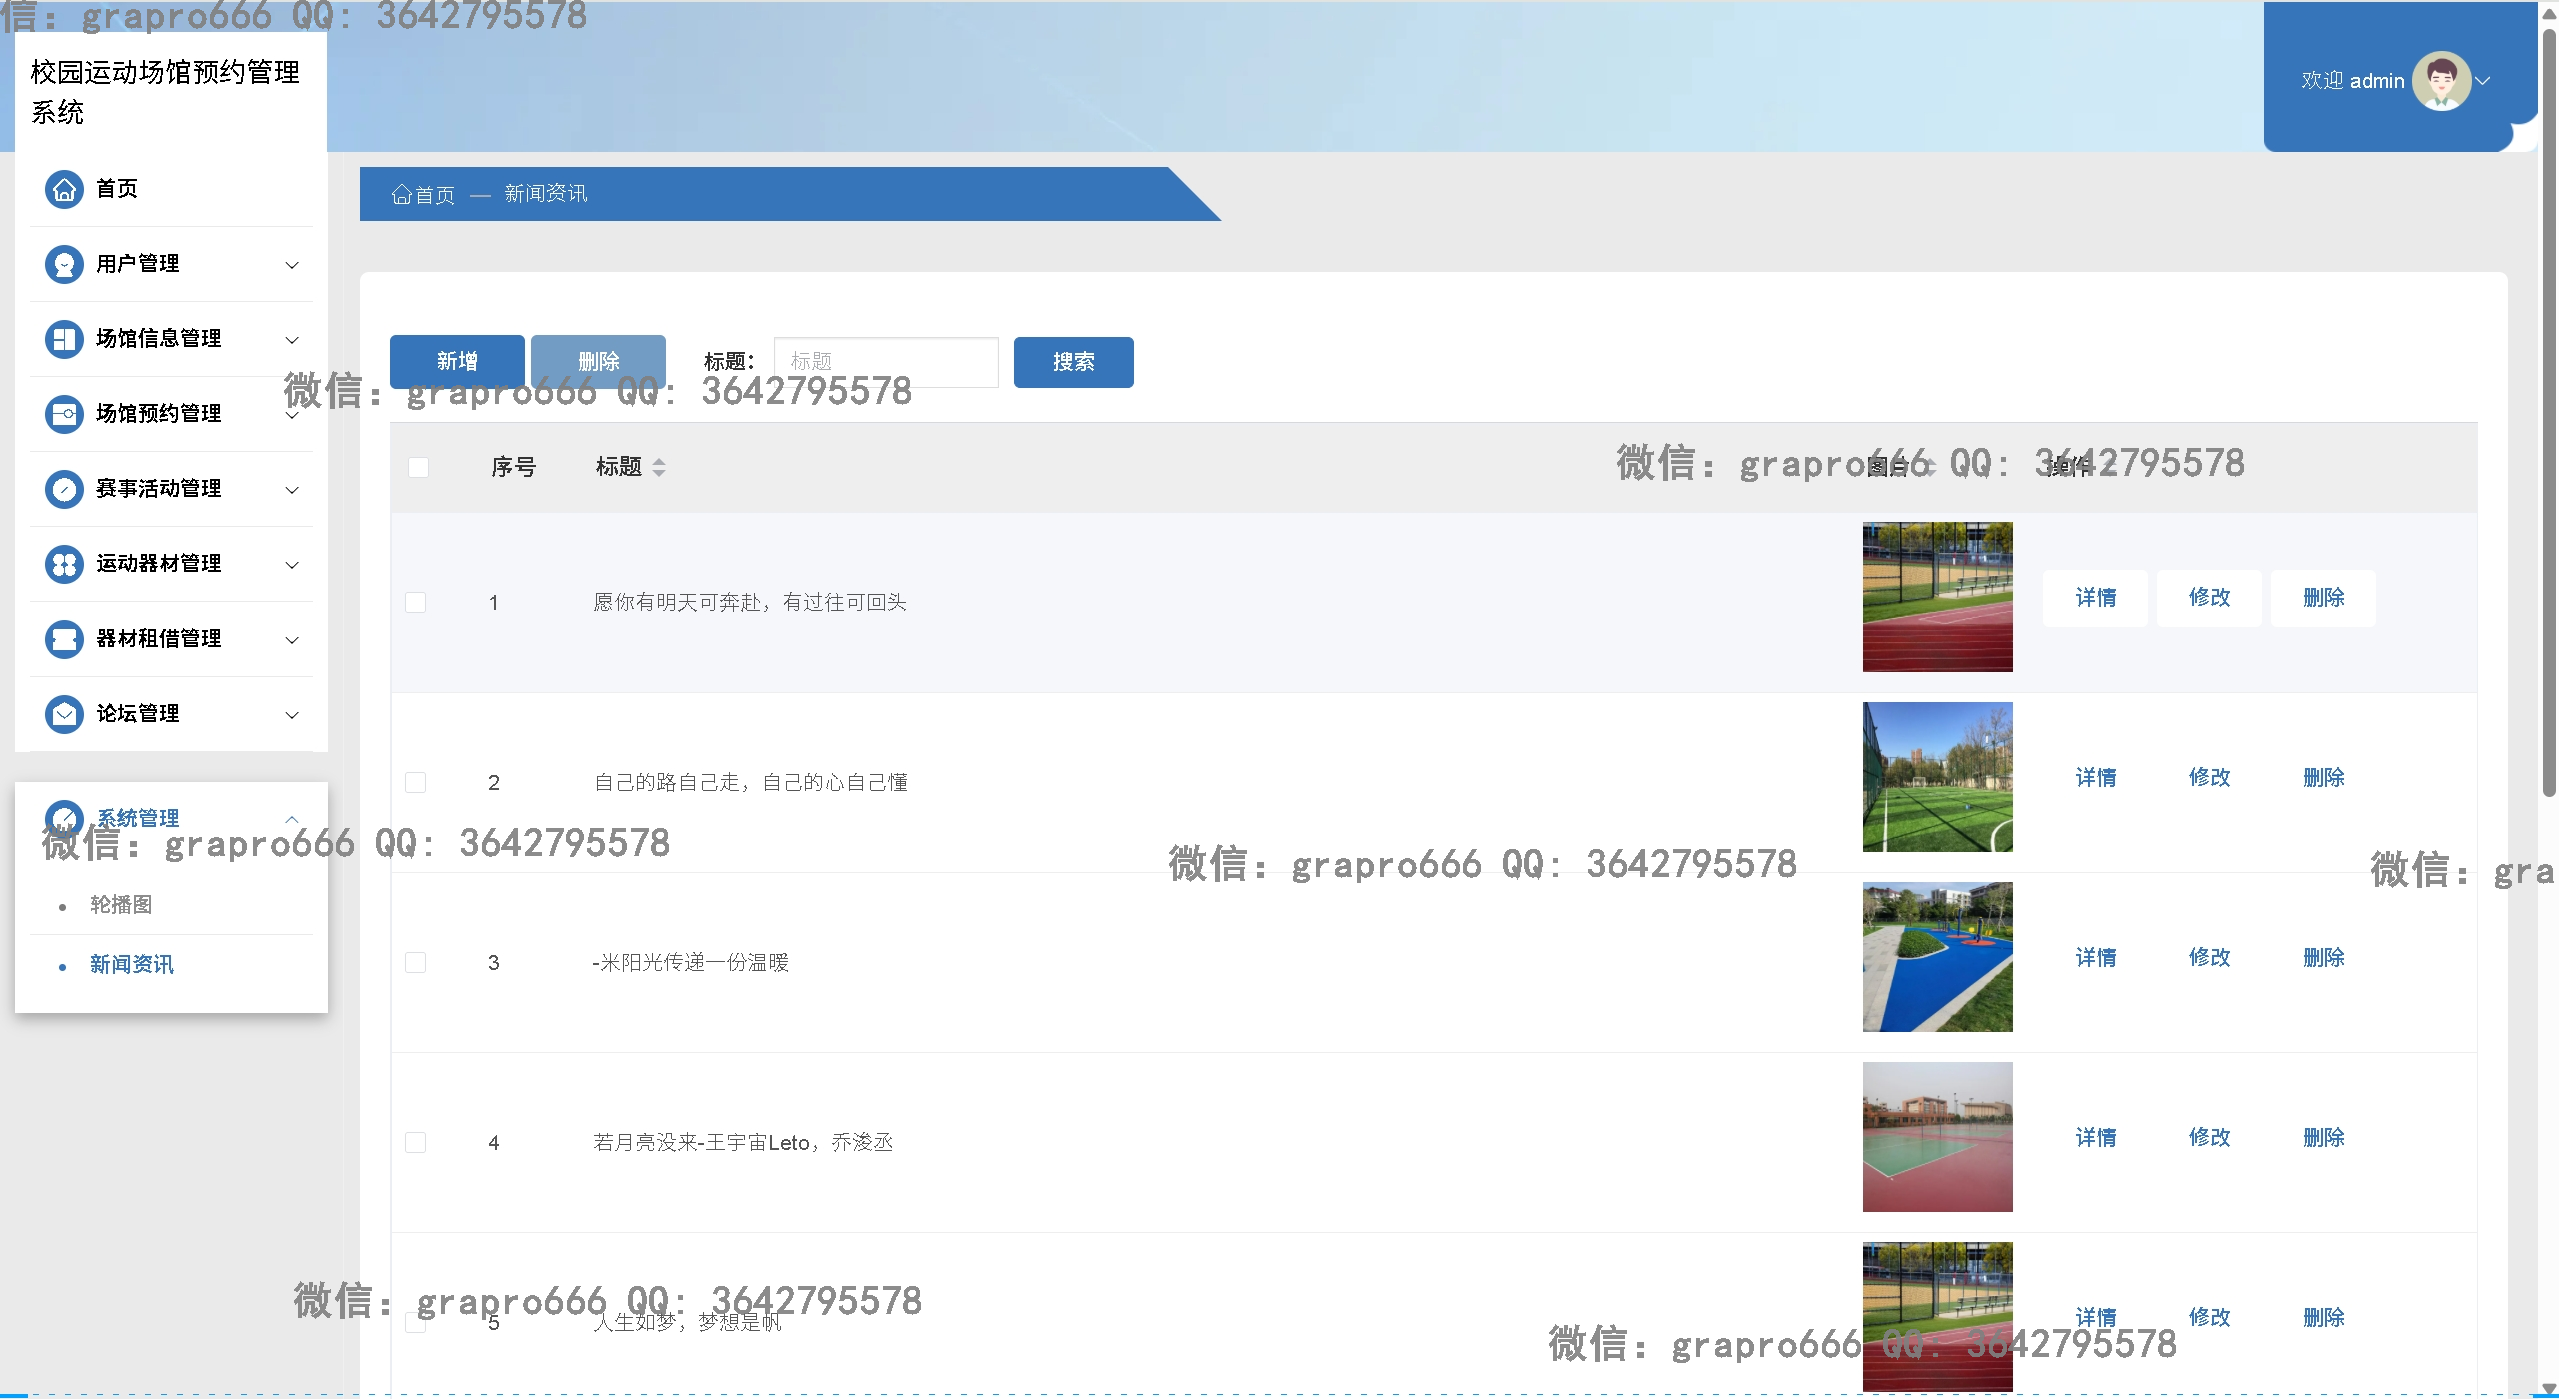 信：grapro666 QQ: 3642795578
校园运动场馆预约管理
系统
欢迎 admin
首页
用户管理
场馆信息管理
场馆预约管理
赛事活动管理
运动器材管理
器材租借管理
论坛管理
系统管理
轮播图
新闻资讯
首页 — 新闻资讯
新增 删除 标题： 标题 搜索
微信：grapro666 QQ: 3642795578
序号 标题 操作
微信：grapro666 QQ: 3642795578
1 愿你有明天可奔赴，有过往可回头 详情 修改 删除
2 自己的路自己走，自己的心自己懂 详情 修改 删除
微信：grapro666 QQ: 3642795578
微信：grapro666 QQ: 3642795578
微信：gra
3 -米阳光传递一份温暖 详情 修改 删除
4 若月亮没来-王宇宙Leto，乔浚丞 详情 修改 删除
微信：grapro666 QQ: 3642795578
5 人生如梦，梦想是帆 详情 修改 删除
微信：grapro666 QQ: 3642795578